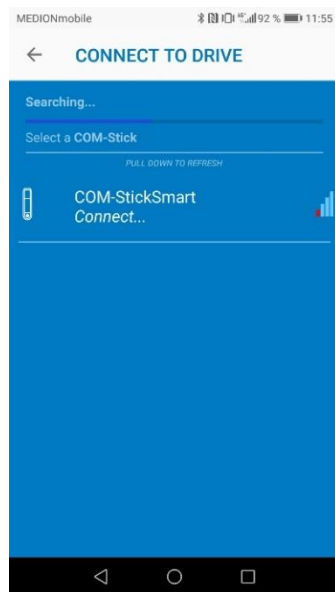 MEDIONmobile 92 % 11:55
CONNECT TO DRIVE
Searching...
Select a COM-Stick
PULL DOWN TO REFRESH
COM-StickSmart
Connect...